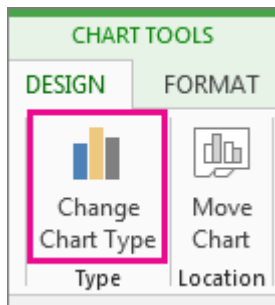 CHART TOOLS
DESIGN FORMAT
Change
Chart Type
Move
Chart
Type
Location